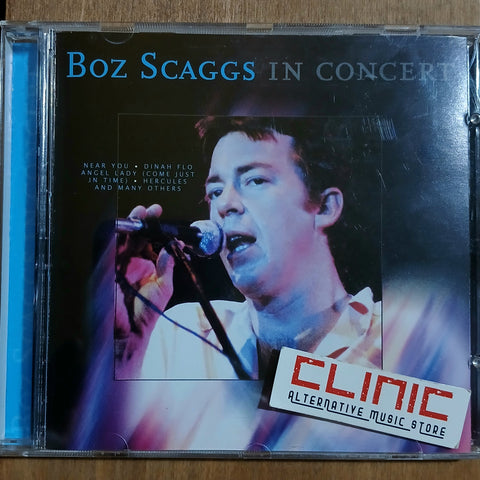 BOZ SCAGGS IN CONCERT
NEAR YOU • DINAH FLO
ANGEL LADY (COME JUST
IN TIME) • HERCULES
AND MANY OTHERS
CLINIC
ALTERNATIVE MUSIC STORE